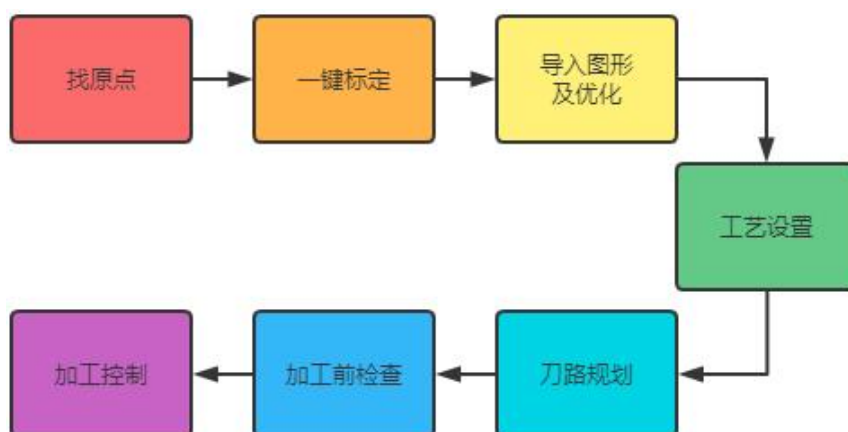 找原点
一键标定
导入图形
及优化
工艺设置
刀路规划
加工前检查
加工控制